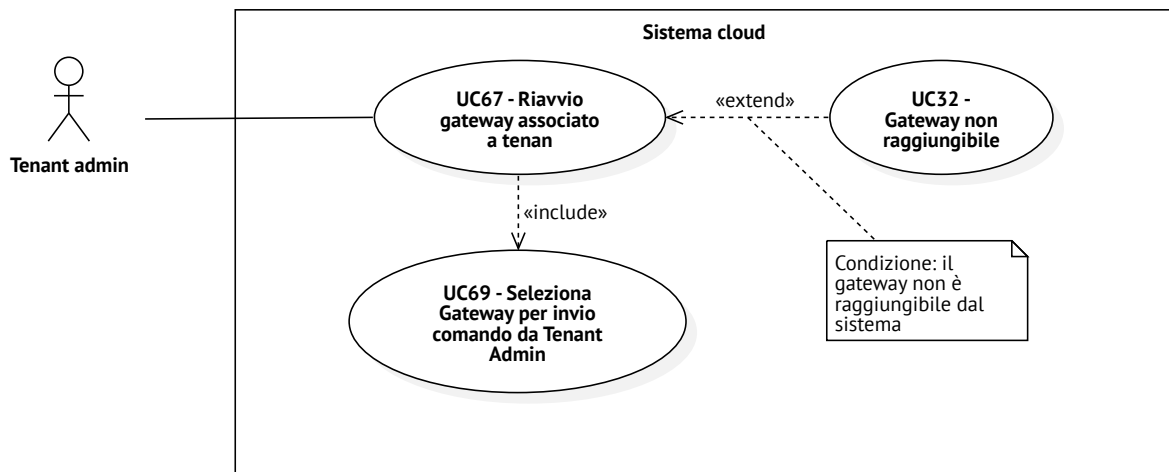 Sistema cloud
Tenant admin
UC67 - Riavvio
gateway associato
a tenan
«extend»
UC32 -
Gateway non
raggiungibile
«include»
UC69 - Seleziona
Gateway per invio
comando da Tenant
Admin
Condizione: il
gateway non è
raggiungibile dal
sistema